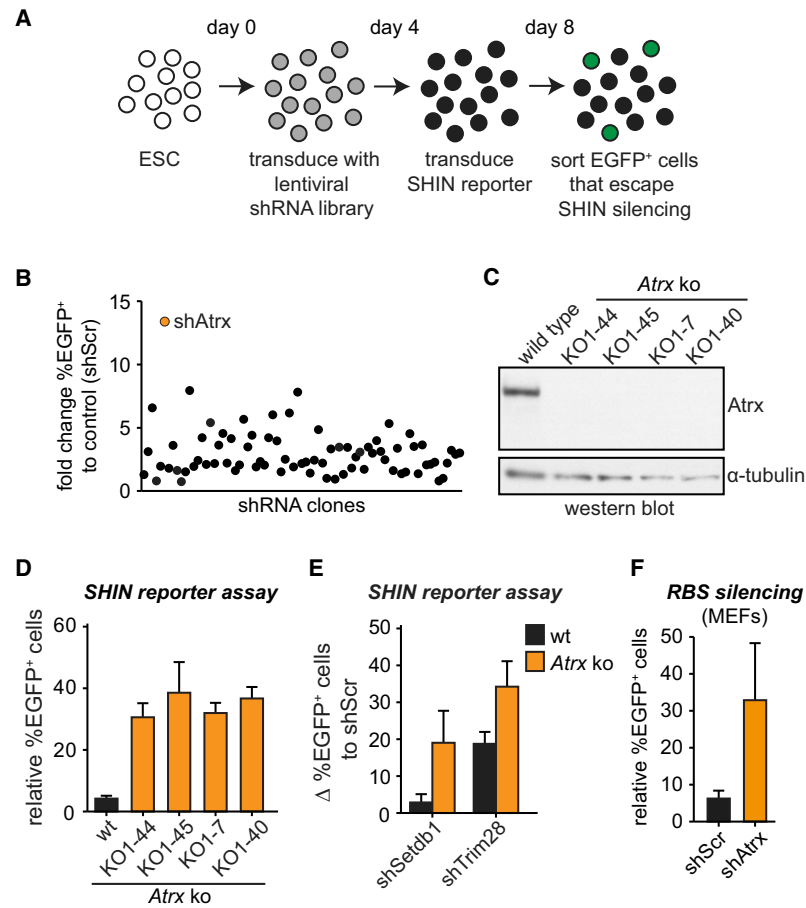 A
day 0
day 4
day 8
ESC
transduce with
lentiviral
shRNA library
transduce
SHIN reporter
sort EGFP⁺ cells
that escape
SHIN silencing
B
fold change %EGFP⁺
to control (shScr)
15
10
5
0
shAtrx
shRNA clones
C
Atrx ko
wild type
KO1-44
KO1-45
KO1-7
KO1-40
Atrx
α-tubulin
western blot
D
SHIN reporter assay
relative %EGFP⁺ cells
60
40
20
0
wt
KO1-44
KO1-45
KO1-7
KO1-40
Atrx ko
E
SHIN reporter assay
Δ %EGFP⁺ cells
to shScr
50
40
30
20
10
0
wt
Atrx ko
shSetdb1
shTrim28
F
RBS silencing
(MEFs)
relative %EGFP⁺ cells
50
40
30
20
10
0
shScr
shAtrx